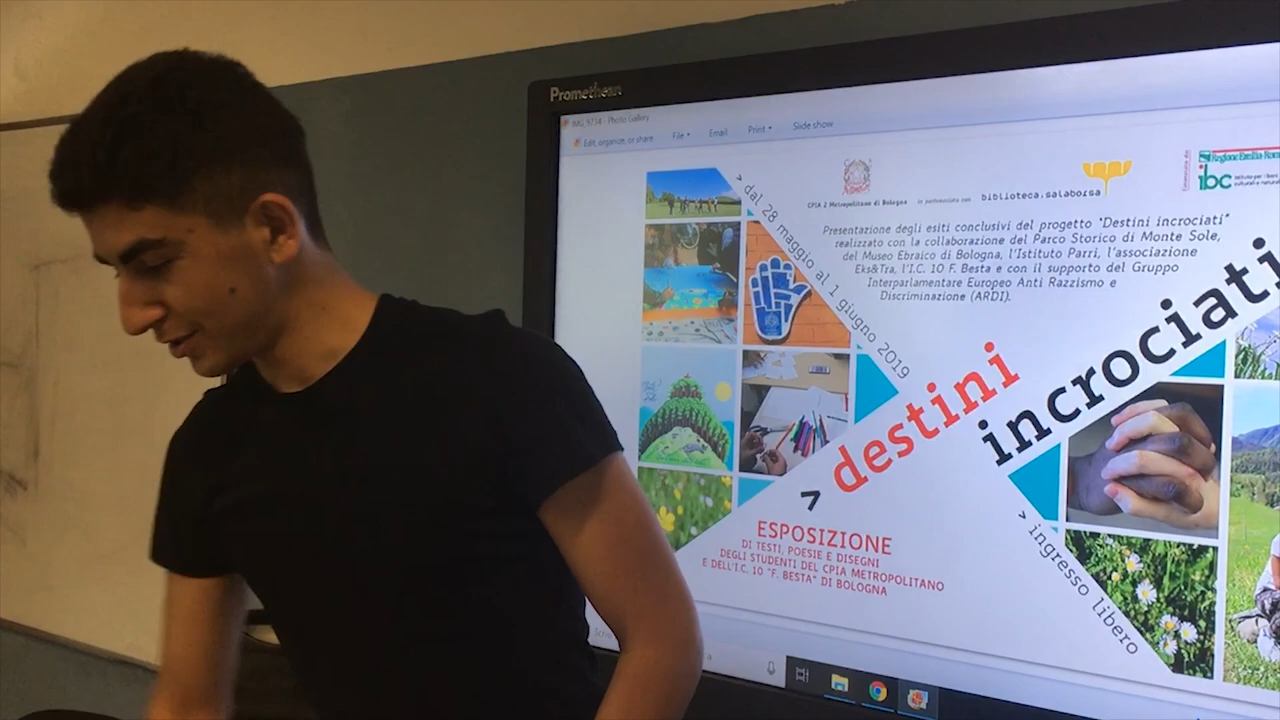 Promethean
IMG_9734 - Photo Gallery
Edit, organize, or share File Email Print Slide show
CPIA 2 Metropolitano di Bologna in partnership con biblioteca.salaborsa
Regione Emilia-Rom
ibc
> dal 28 maggio al 1 giugno 2019
Presentazione degli esiti conclusivi del progetto "Destini incrociati"
realizzato con la collaborazione del Parco Storico di Monte Sole,
del Museo Ebraico di Bologna, l'Istituto Parri, l'associazione
Eks&Tra, l'I.C. 10 F. Besta e con il supporto del Gruppo
Interparlamentare Europeo Anti Razzismo e
Discriminazione (ARDI).
> destini
incrociati
ESPOSIZIONE
DI TESTI, POESIE E DISEGNI
DEGLI STUDENTI DEL CPIA METROPOLITANO
E DELL'I.C. 10 "F. BESTA" DI BOLOGNA
> ingresso libero